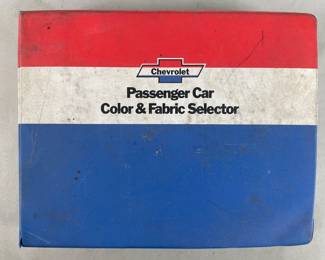 Chevrolet
Passenger Car
Color & Fabric Selector